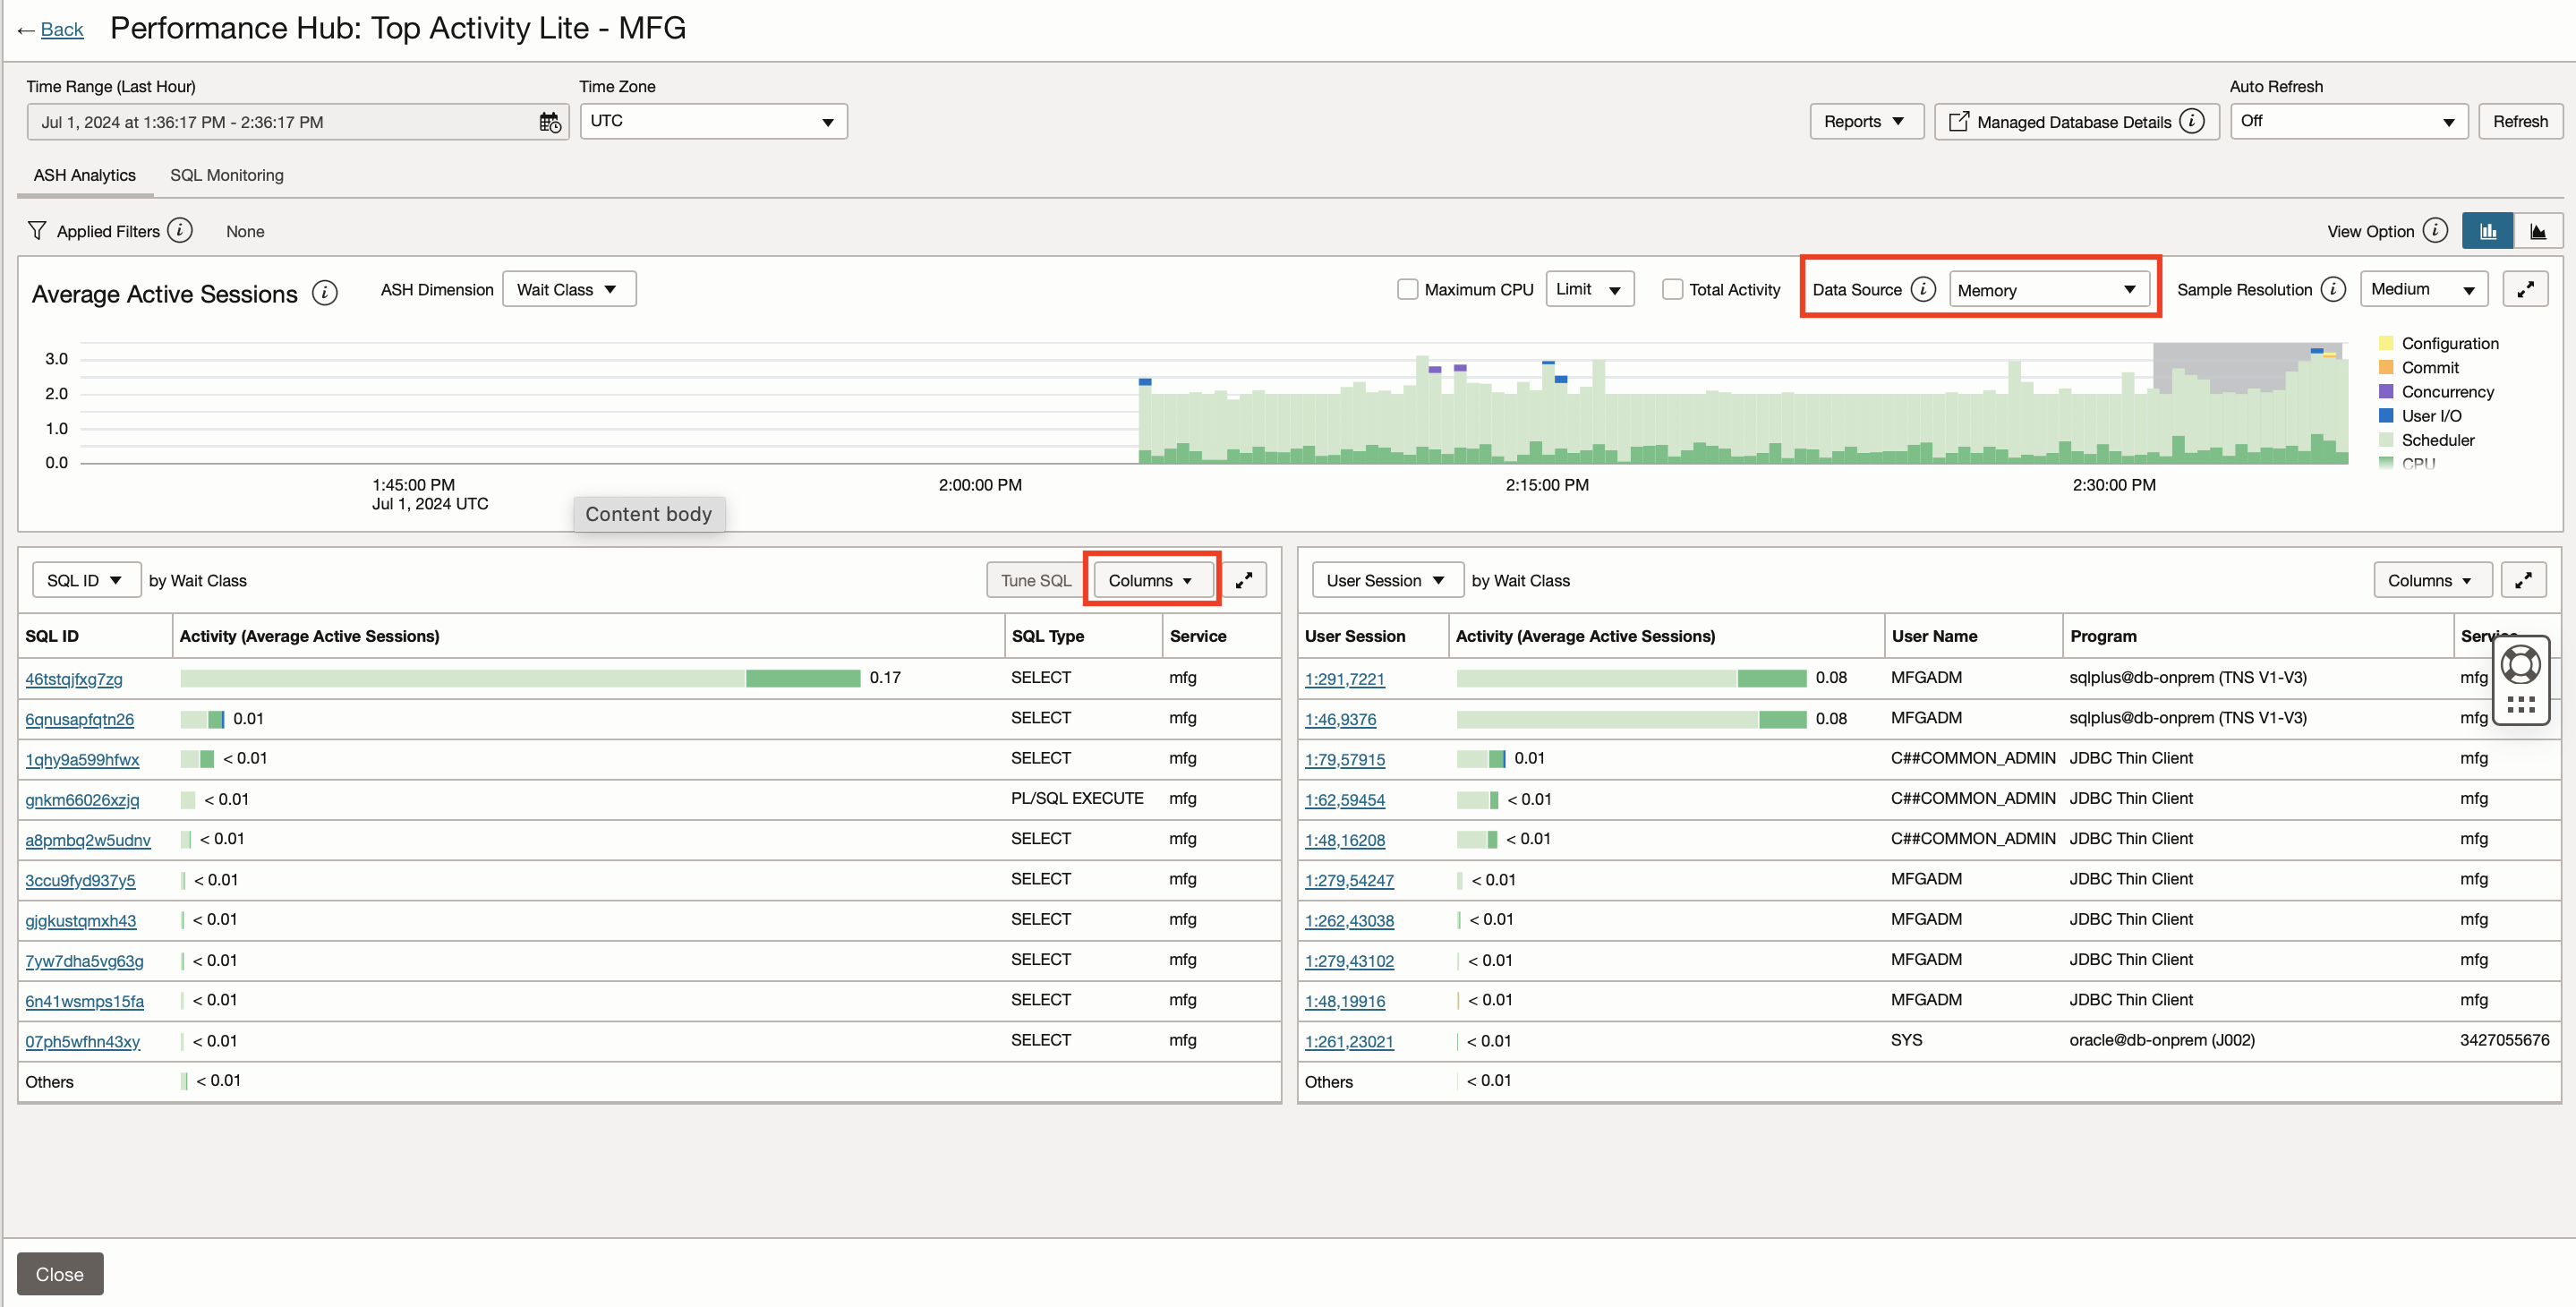 ← Back Performance Hub: Top Activity Lite - MFG
Time Range (Last Hour) Time Zone Auto Refresh
Jul 1, 2024 at 1:36:17 PM - 2:36:17 PM UTC Reports Managed Database Details i Off Refresh
ASH Analytics SQL Monitoring
Applied Filters i None View Option i
Average Active Sessions i ASH Dimension Wait Class Maximum CPU Limit Total Activity Data Source i Memory Sample Resolution i Medium
3.0
2.0
1.0
0.0
Configuration
Commit
Concurrency
User I/O
Scheduler
CPU
1:45:00 PM 2:00:00 PM 2:15:00 PM 2:30:00 PM
Jul 1, 2024 UTC
Content body
SQL ID by Wait Class Tune SQL Columns
SQL ID Activity (Average Active Sessions) SQL Type Service
46tstqjfxg7zg 0.17 SELECT mfg
6qnusapfqtn26 0.01 SELECT mfg
1qhy9a599hfwx < 0.01 SELECT mfg
gnkm66026xzjq < 0.01 PL/SQL EXECUTE mfg
a8pmbq2w5udnv < 0.01 SELECT mfg
3ccu9fyd937y5 < 0.01 SELECT mfg
gjgkustqmxh43 < 0.01 SELECT mfg
7yw7dha5vg63g < 0.01 SELECT mfg
6n41wsmps15fa < 0.01 SELECT mfg
07ph5wfhn43xy < 0.01 SELECT mfg
Others < 0.01
User Session by Wait Class Columns
User Session Activity (Average Active Sessions) User Name Program Service
1:291,7221 0.08 MFGADM sqlplus@db-onprem (TNS V1-V3) mfg
1:46,9376 0.08 MFGADM sqlplus@db-onprem (TNS V1-V3) mfg
1:79,57915 0.01 C##COMMON_ADMIN JDBC Thin Client mfg
1:62,59454 < 0.01 C##COMMON_ADMIN JDBC Thin Client mfg
1:48,16208 < 0.01 C##COMMON_ADMIN JDBC Thin Client mfg
1:279,54247 < 0.01 MFGADM JDBC Thin Client mfg
1:262,43038 < 0.01 MFGADM JDBC Thin Client mfg
1:279,43102 < 0.01 MFGADM JDBC Thin Client mfg
1:48,19916 < 0.01 MFGADM JDBC Thin Client mfg
1:261,23021 < 0.01 SYS oracle@db-onprem (J002) 3427055676
Others < 0.01
Close